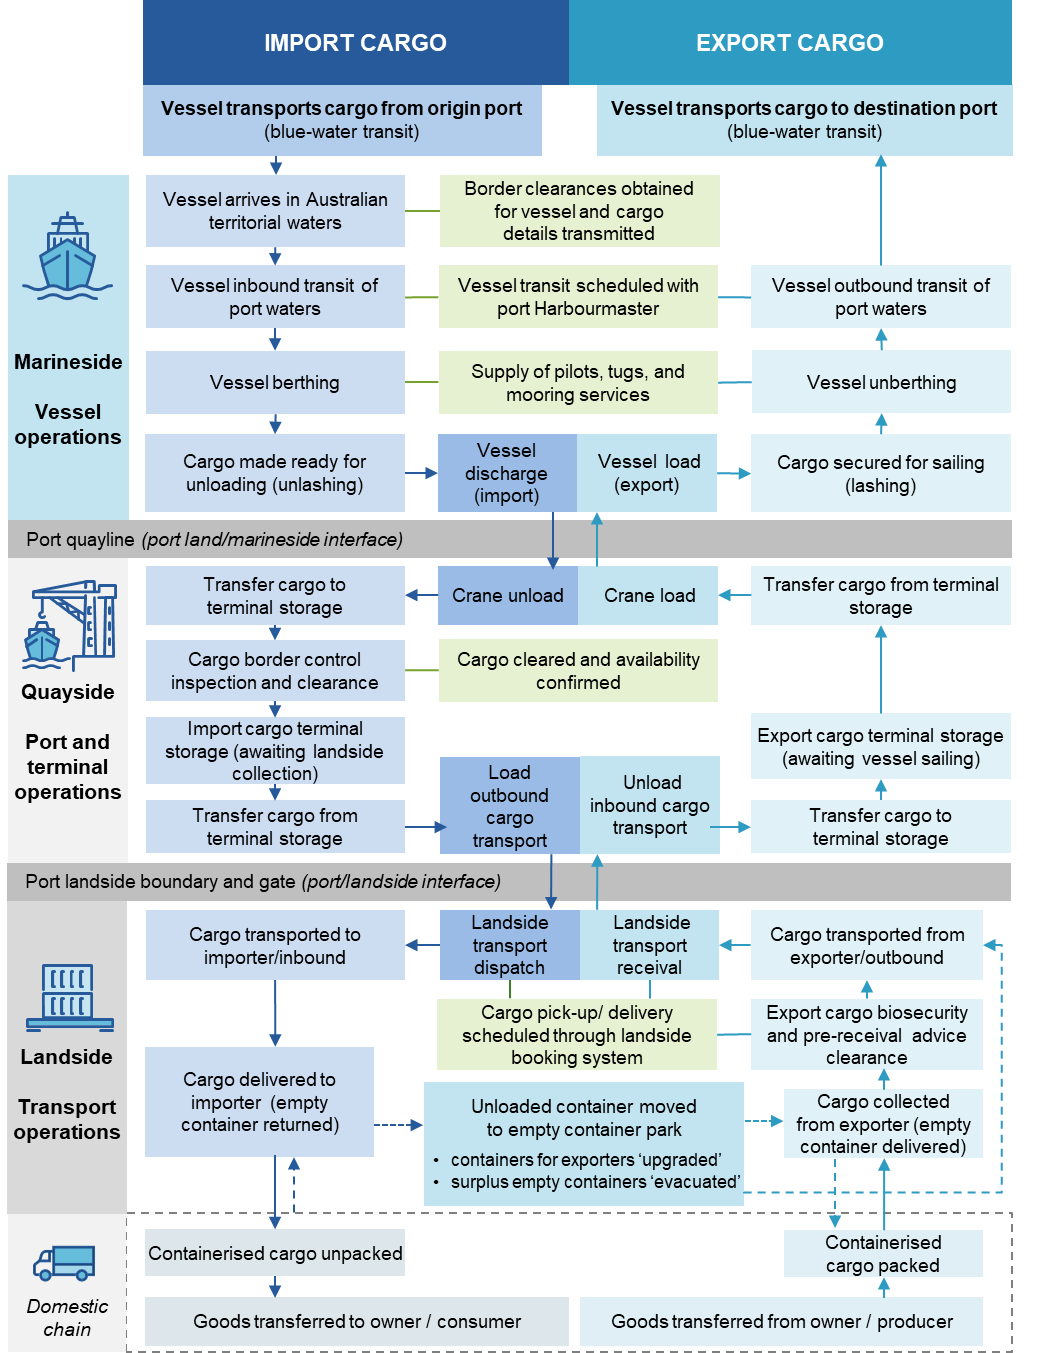 IMPORT CARGO
EXPORT CARGO
Vessel transports cargo from origin port
(blue-water transit)
Vessel transports cargo to destination port
(blue-water transit)
Marineside
Vessel
operations
Vessel arrives in Australian
territorial waters
Border clearances obtained
for vessel and cargo
details transmitted
Vessel inbound transit of
port waters
Vessel transit scheduled with
port Harbourmaster
Vessel outbound transit of
port waters
Vessel berthing
Supply of pilots, tugs, and
mooring services
Vessel unberthing
Cargo made ready for
unloading (unlashing)
Vessel
discharge
(import)
Vessel load
(export)
Cargo secured for sailing
(lashing)
Port quayline (port land/marineside interface)
Quayside
Port and
terminal
operations
Transfer cargo to
terminal storage
Crane unload
Crane load
Transfer cargo from terminal
storage
Cargo border control
inspection and clearance
Cargo cleared and availability
confirmed
Import cargo terminal
storage (awaiting landside
collection)
Export cargo terminal storage
(awaiting vessel sailing)
Transfer cargo from
terminal storage
Load
outbound
cargo
transport
Unload
inbound cargo
transport
Transfer cargo to
terminal storage
Port landside boundary and gate (port/landside interface)
Landside
Transport
operations
Cargo transported to
importer/inbound
Landside
transport
dispatch
Landside
transport
receival
Cargo transported from
exporter/outbound
Cargo pick-up/ delivery
scheduled through landside
booking system
Export cargo biosecurity
and pre-receival advice
clearance
Cargo delivered to
importer (empty
container returned)
Unloaded container moved
to empty container park
• containers for exporters ‘upgraded’
• surplus empty containers ‘evacuated’
Cargo collected
from exporter (empty
container delivered)
Domestic
chain
Containerised cargo unpacked
Containerised
cargo packed
Goods transferred to owner / consumer
Goods transferred from owner / producer